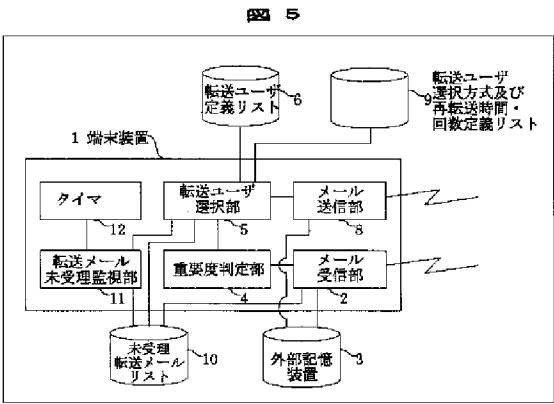 図 5
転送ユーザ
定義リスト
6
9
転送ユーザ
選択方式及び
再転送時間・
回数定義リスト
1 端末装置
タイマ
12
転送ユーザ
選択部
5
メール
送信部
8
転送メール
未受理監視部
11
重要度判定部
4
メール
受信部
2
未受理
転送メール
リスト
10
外部記憶
装置
3